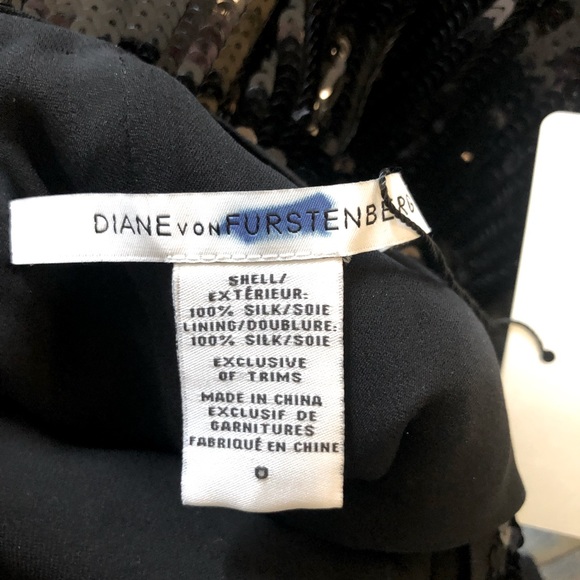 DIANE VON FURSTENBERG
SHELL/
EXTÉRIEUR:
100% SILK/SOIE
LINING/DOUBLURE:
100% SILK/SOIE
EXCLUSIVE
OF TRIMS
MADE IN CHINA
EXCLUSIF DE
GARNITURES
FABRIQUÉ EN CHINE
0